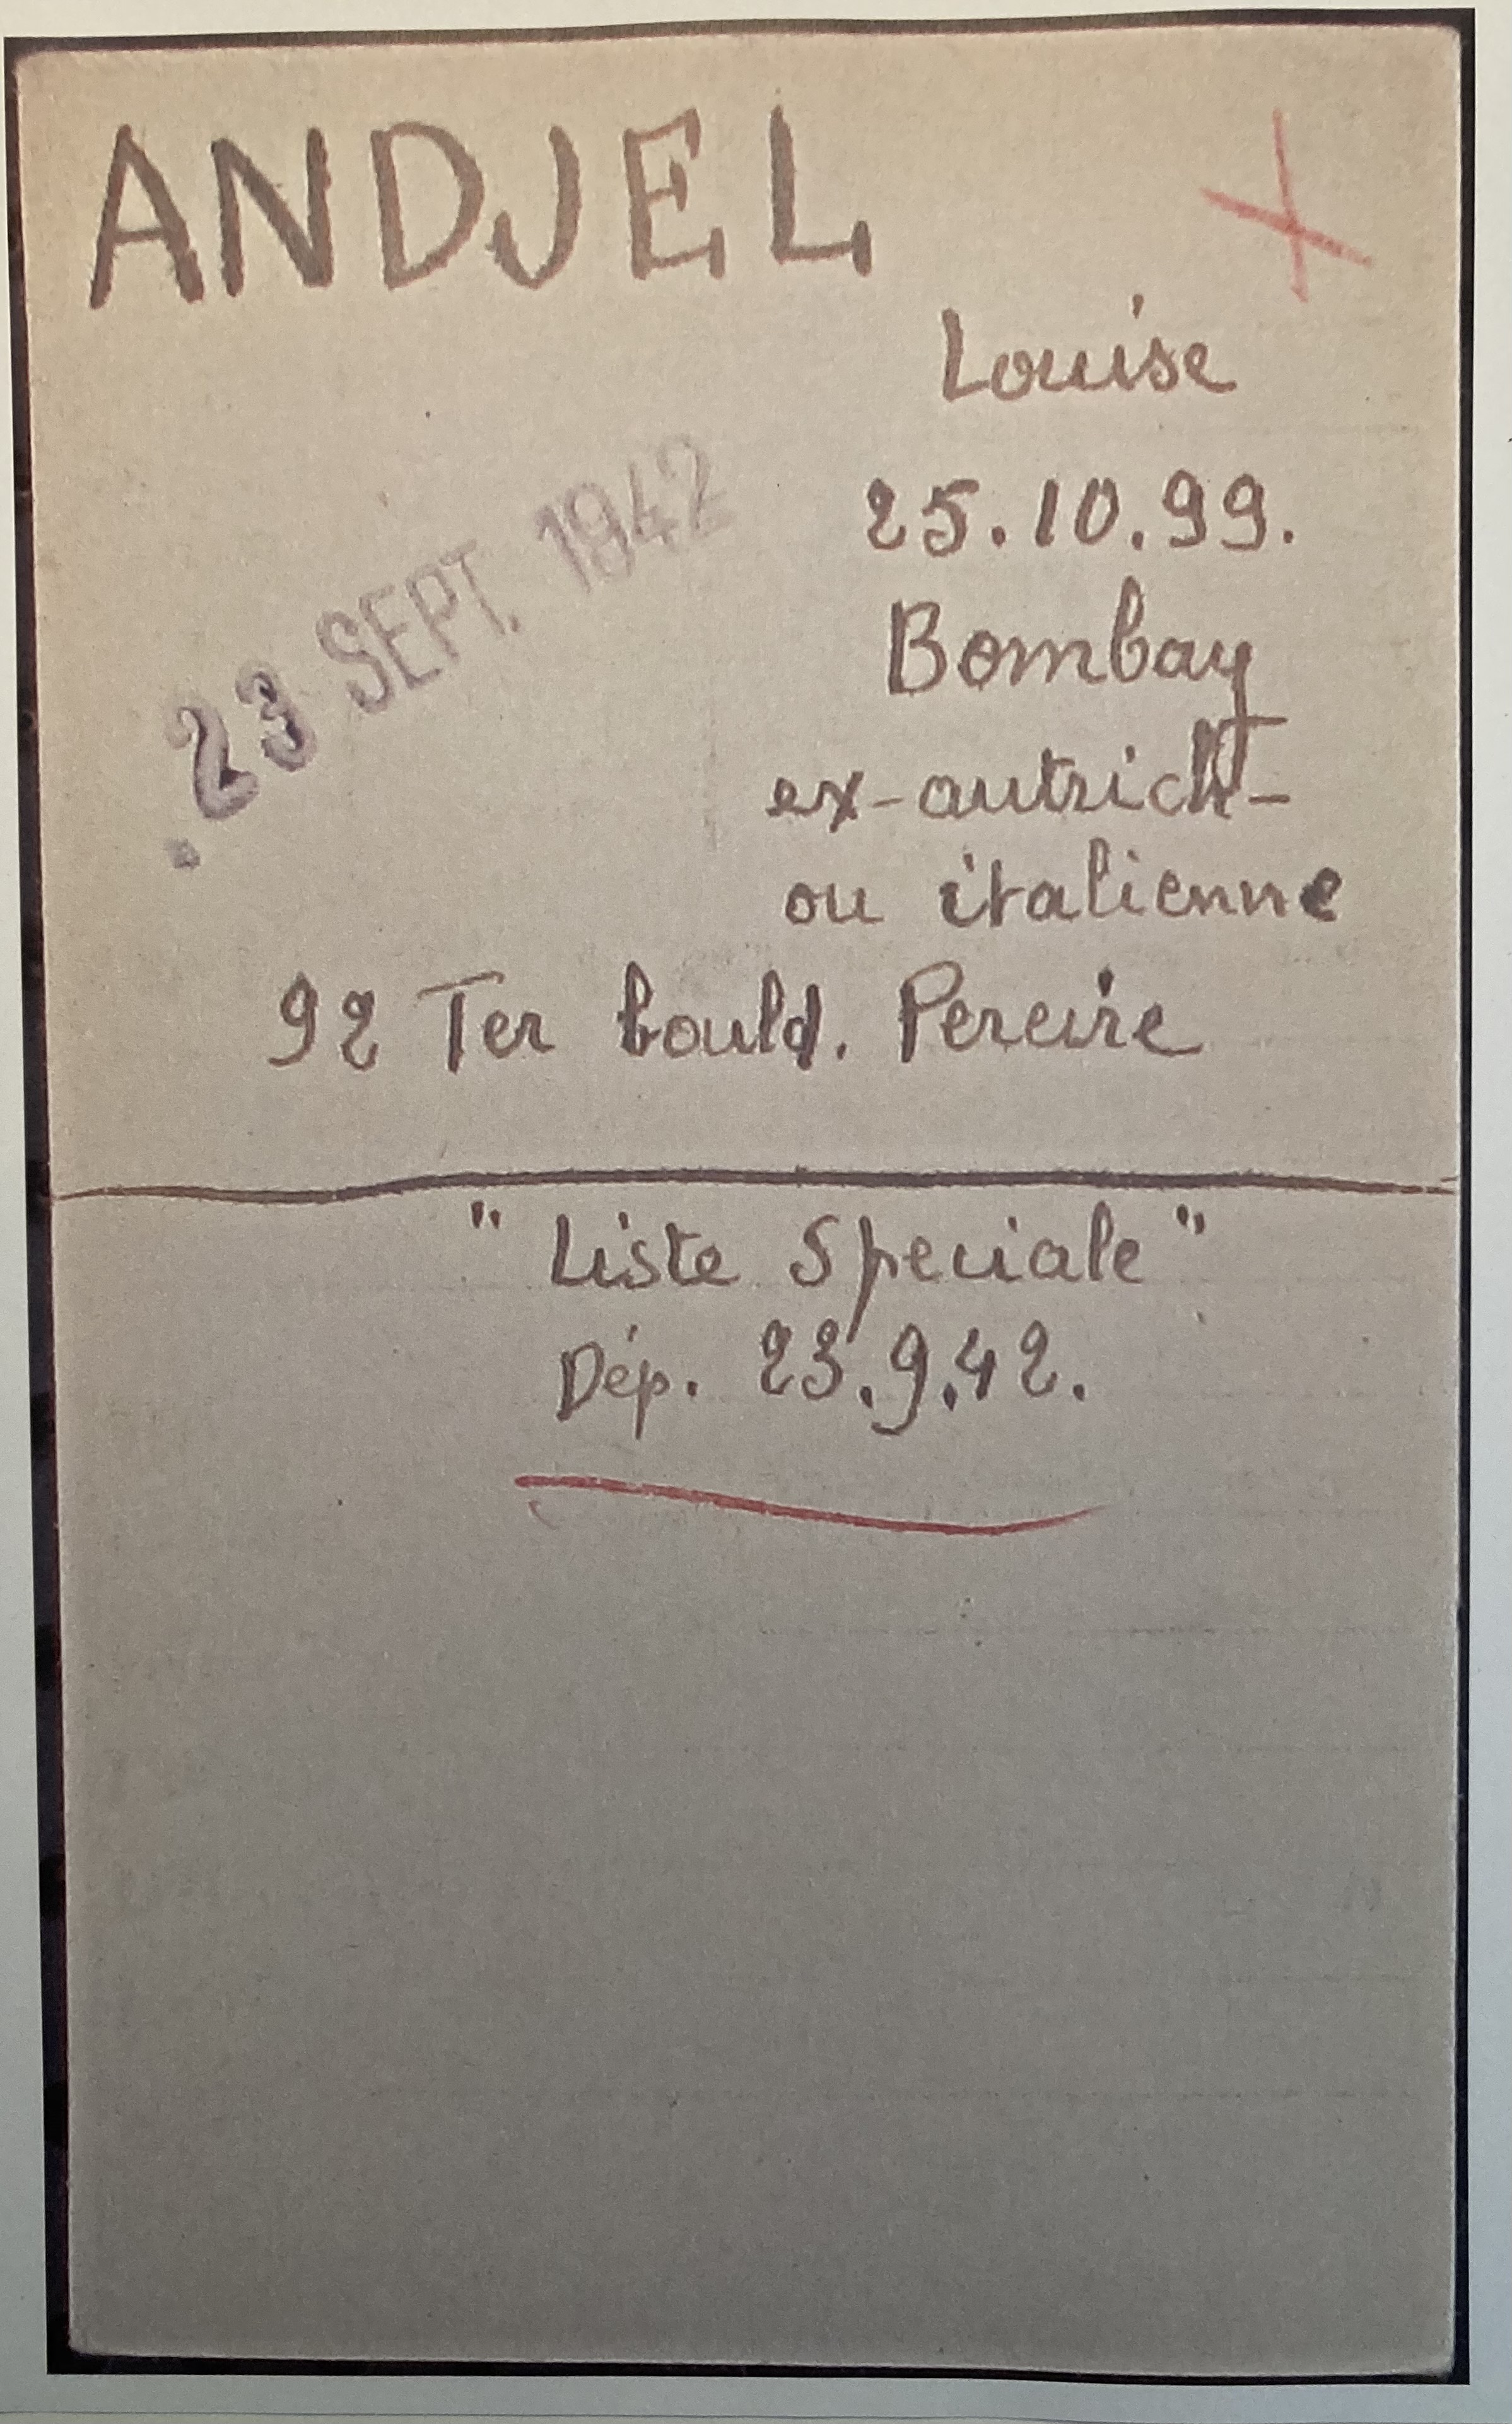 ANDJEL
Louise
23 SEPT. 1942
25.10.99.
Bombay
ex-autrich-
ou italienne
92 Ter bould. Pereire
"Liste Speciale"
Dép. 23.9.42.